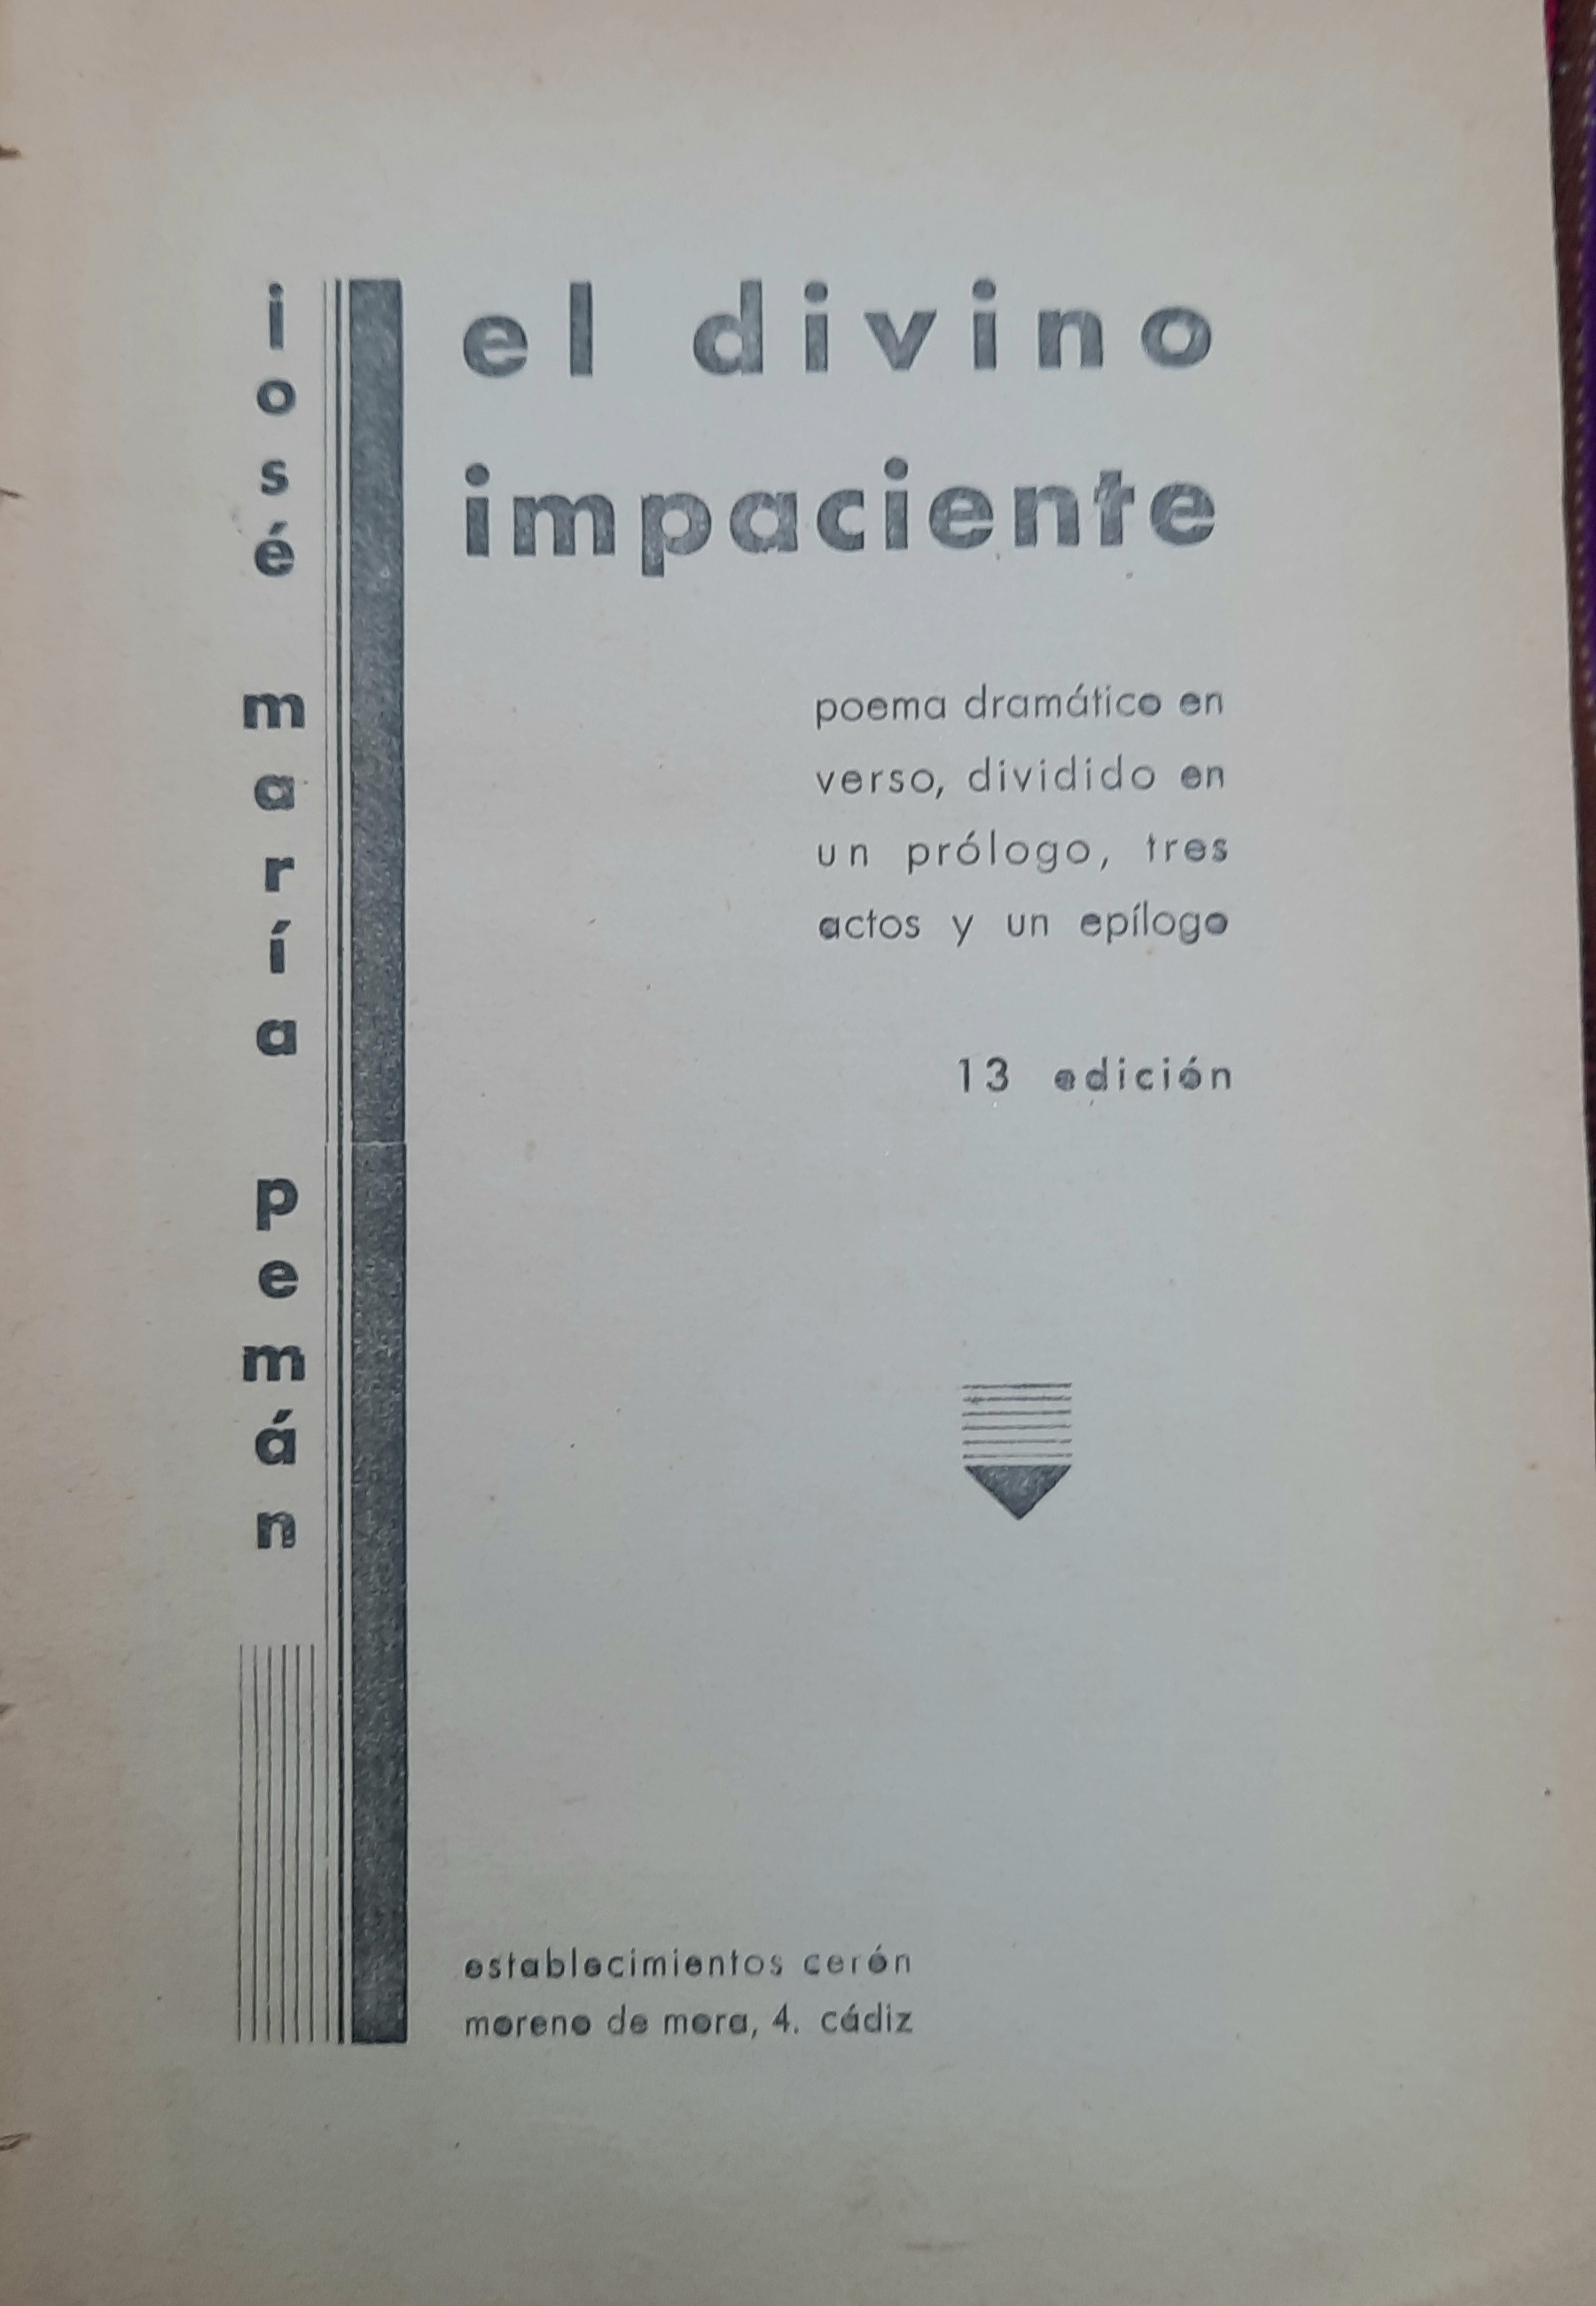 josé maría pemán
el divino
impaciente
poema dramático en
verso, dividido en
un prólogo, tres
actos y un epílogo
13 edición
establecimientos cerón
moreno de mora, 4. cádiz